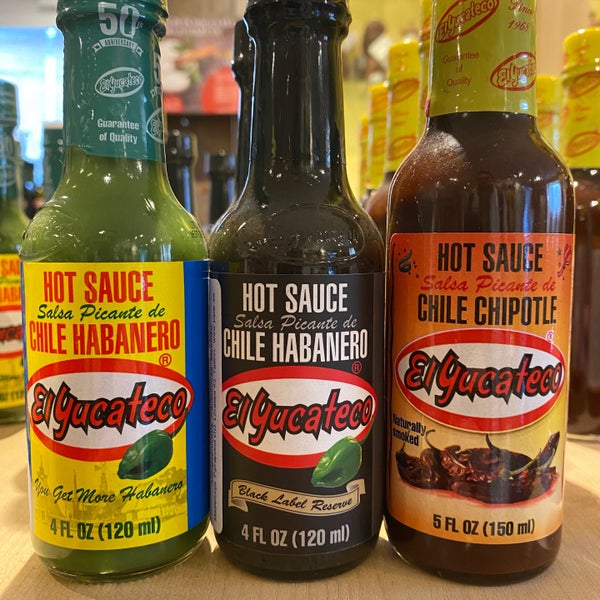 50th
ANNIVERSARY
El Yucateco
Guarantee
of Quality
HOT SAUCE
Salsa Picante de
CHILE HABANERO
El Yucateco®
You Get More Habanero
4 FL OZ (120 ml)
HOT SAUCE
Salsa Picante de
CHILE HABANERO
El Yucateco®
Black Label Reserve
4 FL OZ (120 ml)
1968
El Yucateco
Guarantee
of
Quality
HOT SAUCE
Salsa Picante de
CHILE CHIPOTLE
El Yucateco®
Naturally
smoked
5 FL OZ (150 ml)